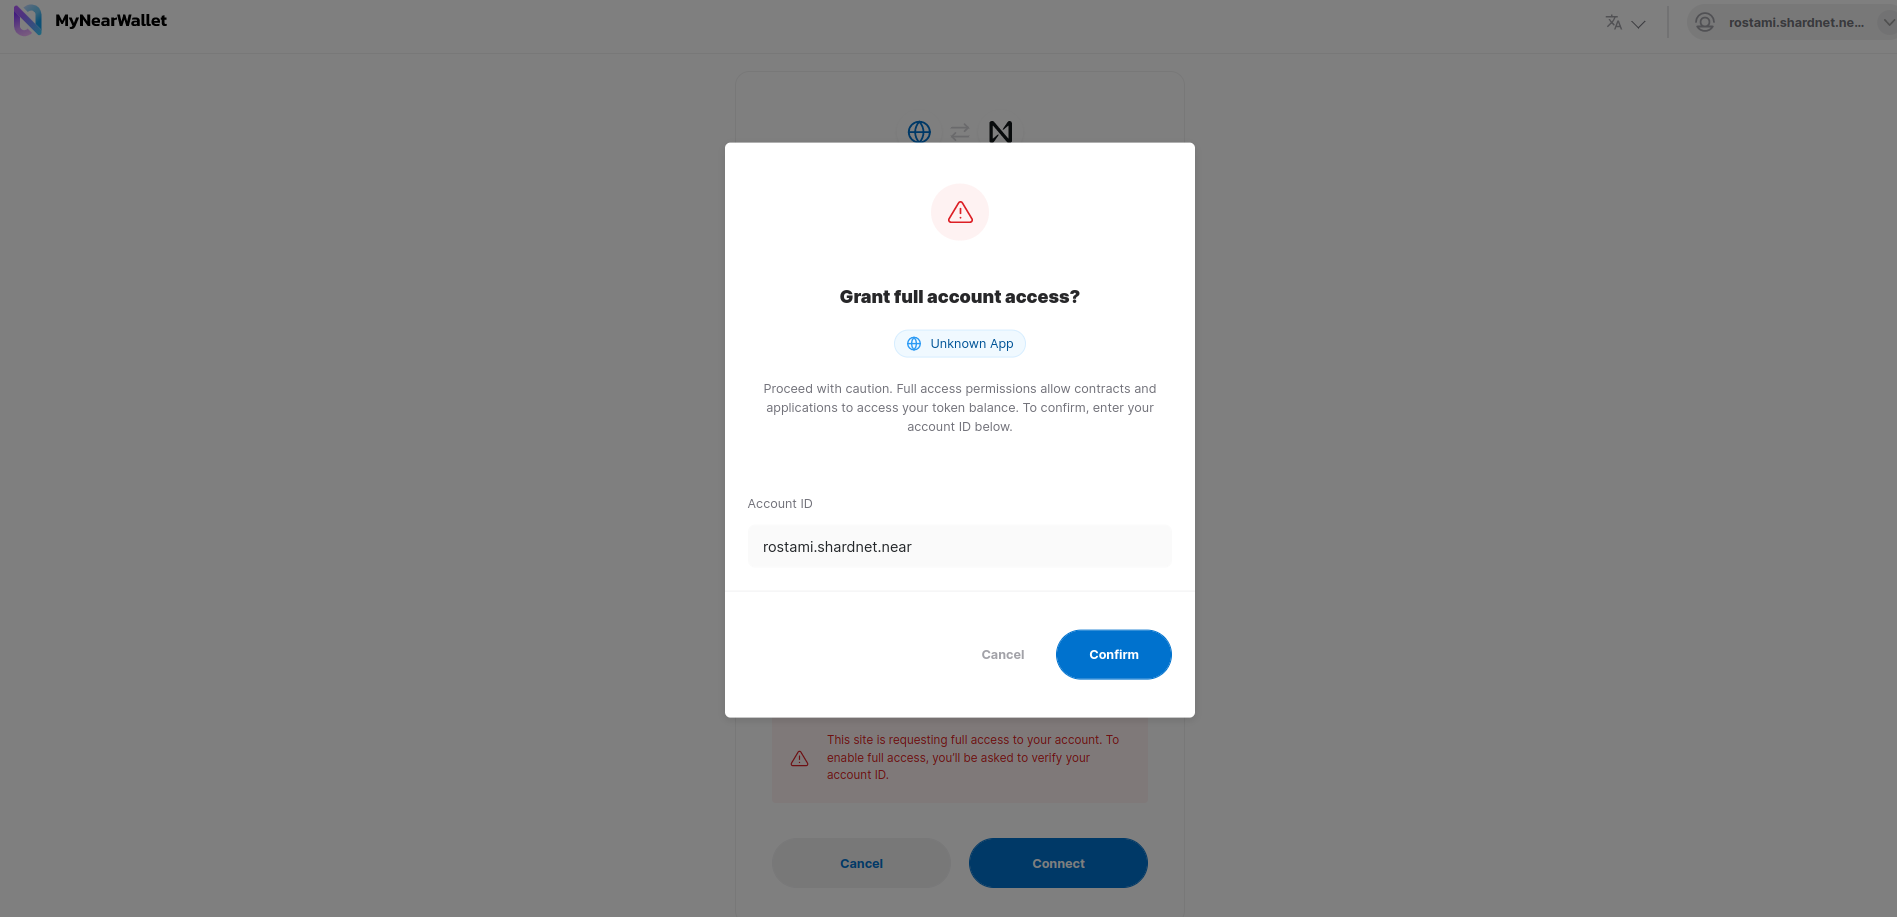 MyNearWallet
rostami.shardnet.ne...
Grant full account access?
Unknown App
Proceed with caution. Full access permissions allow contracts and
applications to access your token balance. To confirm, enter your
account ID below.
Account ID
rostami.shardnet.near
Cancel
Confirm
This site is requesting full access to your account. To
enable full access, you'll be asked to verify your
account ID.
Cancel
Connect